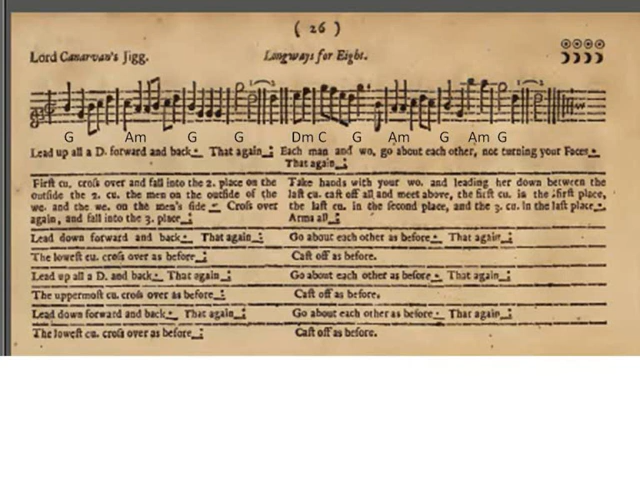 ( 26 )
Lord Canarvan's Jigg. Longways for Eight.
G Am G G Dm C G Am G Am G
Lead up all a D. forward and back That again Each man and wo, go about each other, not turning your Faces
That again
First cu. cross over and fall into the 2. place on the
outside the 2. cu. the men on the outside of the
we. and the we. on the men's side Cross over
again, and fall into the 3. place
Take hands with your wo. and leading her down between the
last cu. cast off all and meet above, the first cu. in the first place,
the last cu. in the second place, and the 3. cu. in the last place
Arms all
Lead down forward and back That again Go about each other as before That again
The lowest cu. cross over as before Cast off as before.
Lead up all a D. and back That again Go about each other as before That again
The uppermost cu. cross over as before Cast off as before.
Lead down forward and back That again Go about each other as before That again
The lowest cu. cross over as before Cast off as before.